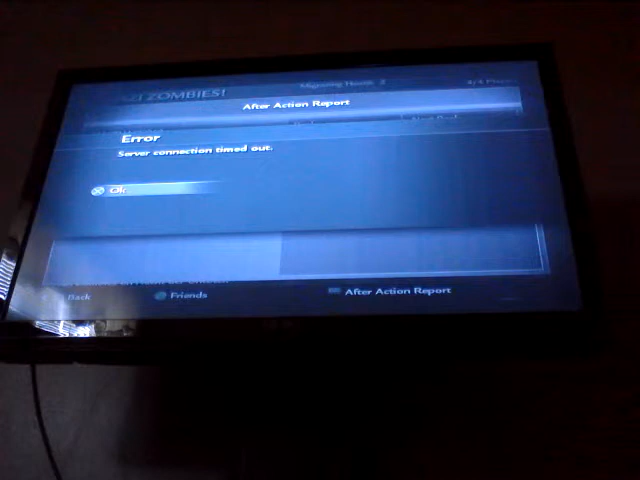 ZOMBIES!
After Action Report
Error
Server connection timed out.
Ok
Back
Friends
After Action Report